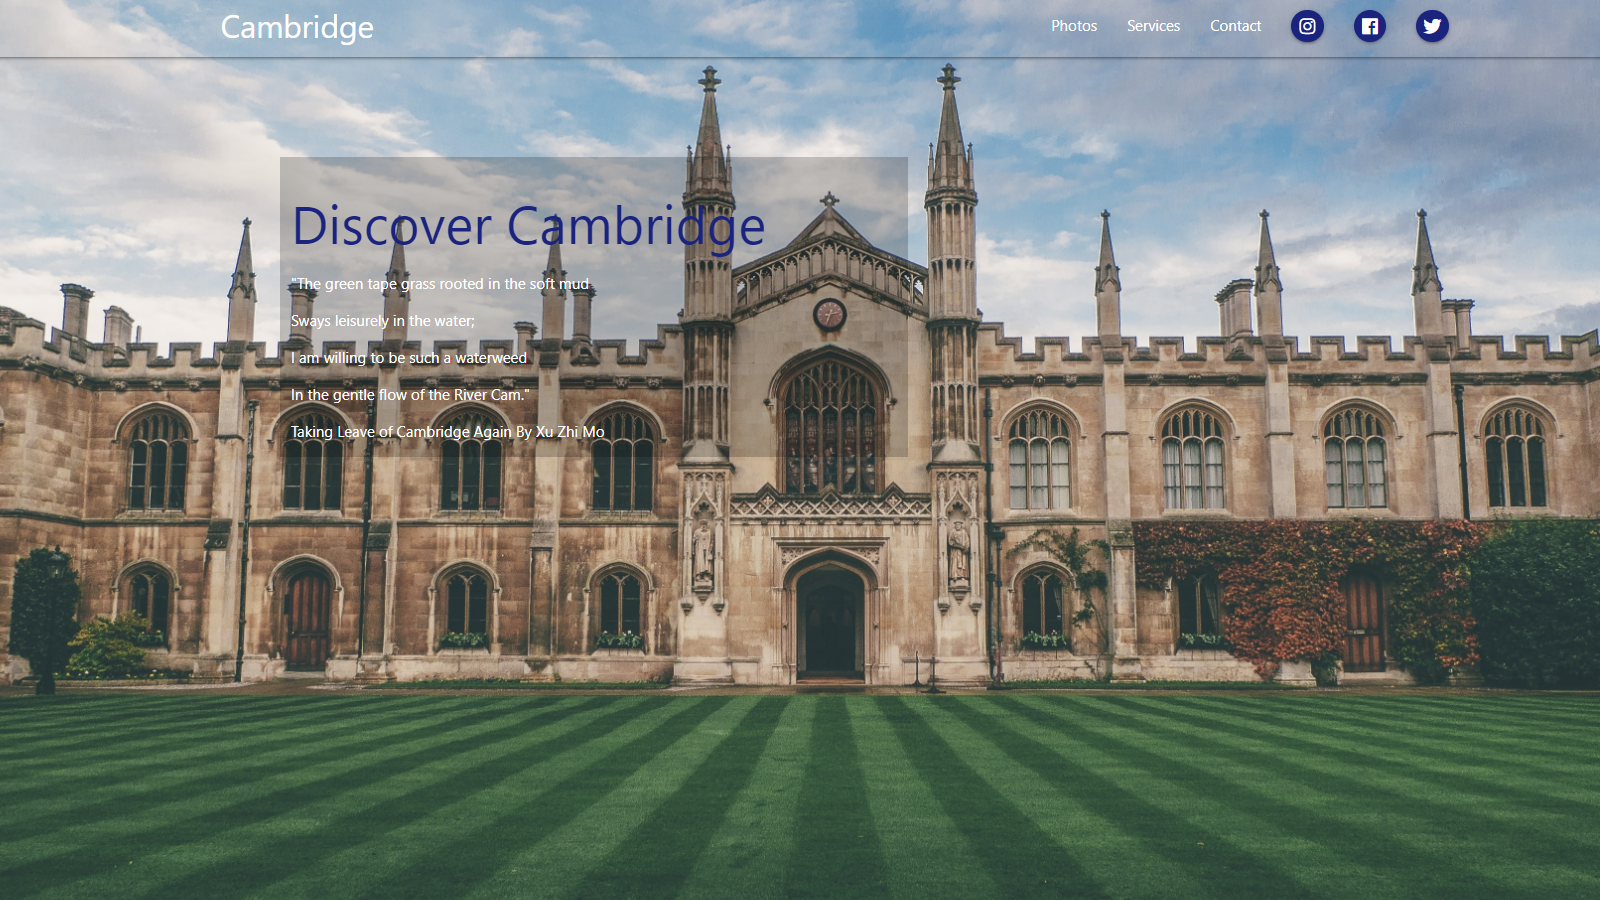 Cambridge
Photos Services Contact
Discover Cambridge
"The green tape grass rooted in the soft mud
Sways leisurely in the water;
I am willing to be such a waterweed
In the gentle flow of the River Cam."
Taking Leave of Cambridge Again By Xu Zhi Mo